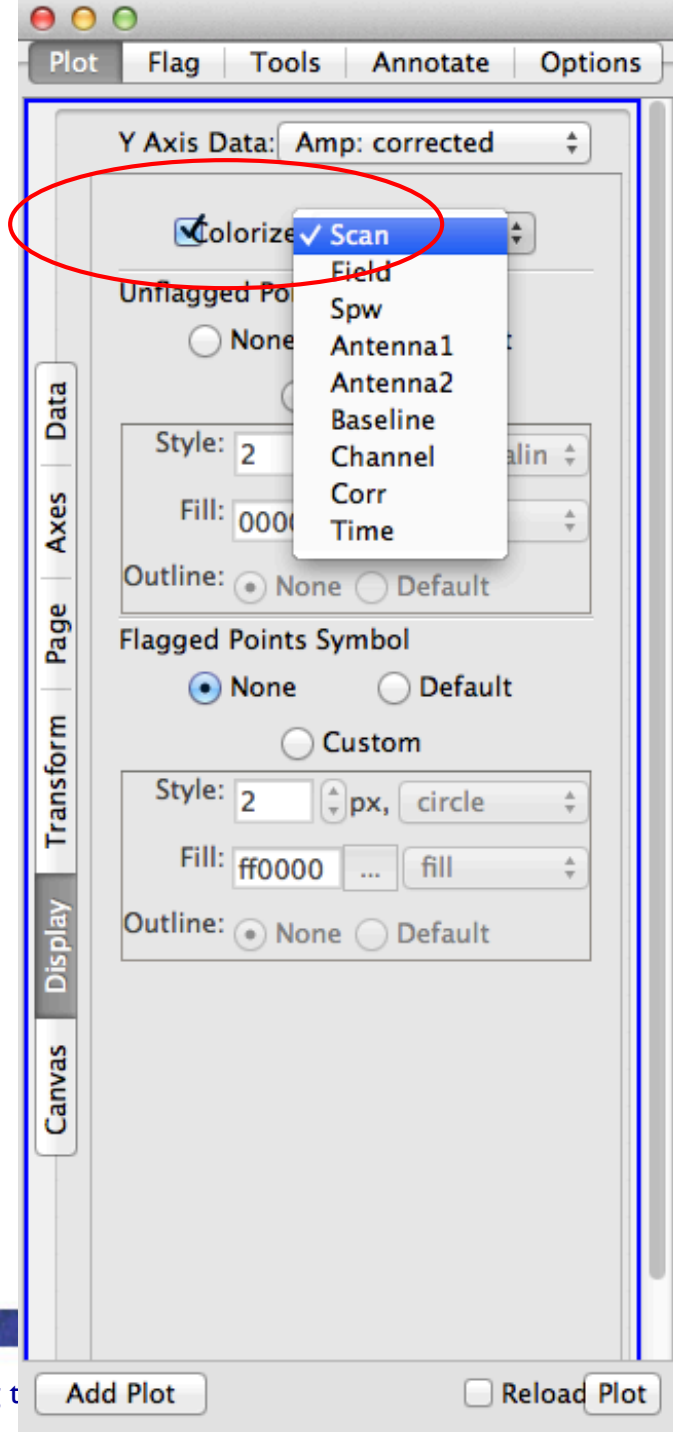 Plot Flag Tools Annotate Options
Y Axis Data: Amp: corrected
Colorize ✓ Scan
Field
Unflagged
Spw
None Antenna1
Antenna2
Baseline
Style: 2 Channel
Corr
Fill: Time
Outline: None Default
Flagged Points Symbol
None Default
Custom
Style: 2 px, circle
Fill: ff0000 ... fill
Outline: None Default
Data
Axes
Page
Transform
Display
Canvas
Add Plot Reload Plot